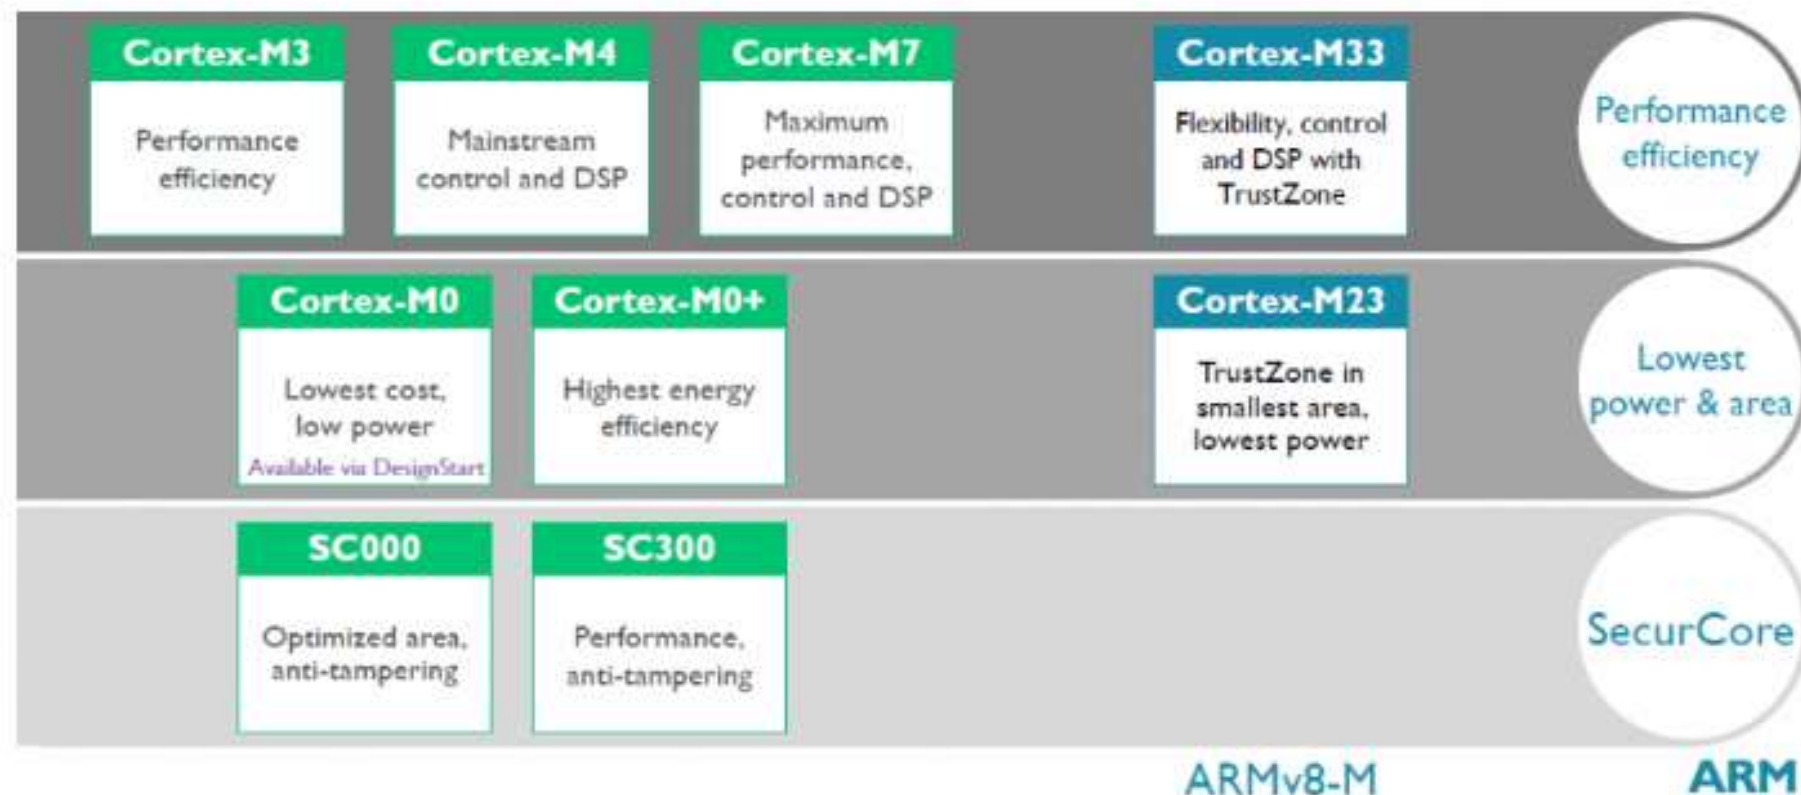 Cortex-M3
Performance
efficiency
Cortex-M4
Mainstream
control and DSP
Cortex-M7
Maximum
performance,
control and DSP
Cortex-M33
Flexibility, control
and DSP with
TrustZone
Performance
efficiency
Cortex-M0
Lowest cost,
low power
Available via DesignStart
Cortex-M0+
Highest energy
efficiency
Cortex-M23
TrustZone in
smallest area,
lowest power
Lowest
power & area
SC000
Optimized area,
anti-tampering
SC300
Performance,
anti-tampering
SecurCore
ARMv8-M
ARM